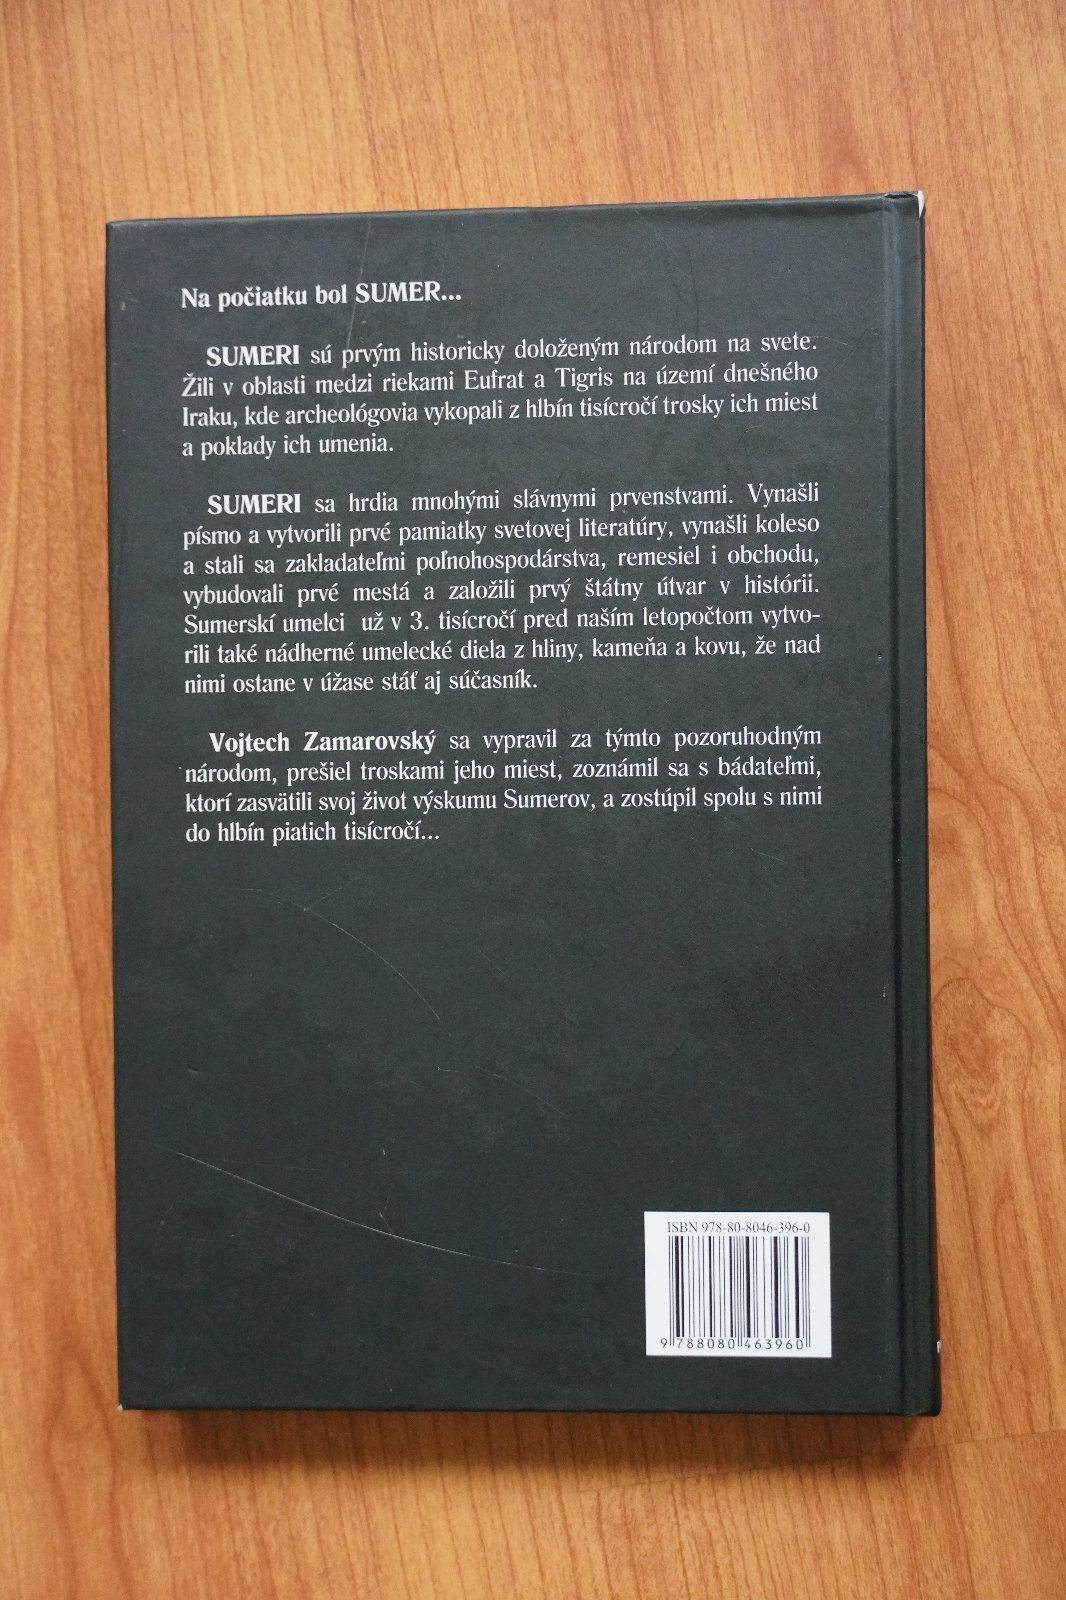 Na počiatku bol SUMER...
SUMERI sú prvým historicky doloženým národom na svete.
Žili v oblasti medzi riekami Eufrat a Tigris na území dnešného
Iraku, kde archeológovia vykopali z hlbín tisícročí trosky ich miest
a poklady ich umenia.
SUMERI sa hrdia mnohými slávnymi prvenstvami. Vynašli
písmo a vytvorili prvé pamiatky svetovej literatúry, vynašli koleso
a stali sa zakladateľmi poľnohospodárstva, remesiel i obchodu,
vybudovali prvé mestá a založili prvý štátny útvar v histórii.
Sumerskí umelci už v 3. tisícročí pred naším letopočtom vytvo-
rili také nádherné umelecké diela z hliny, kameňa a kovu, že nad
nimi ostane v úžase stáť aj súčasník.
Vojtech Zamarovský sa vypravil za týmto pozoruhodným
národom, prešiel troskami jeho miest, zoznámil sa s bádateľmi,
ktorí zasvätili svoj život výskumu Sumerov, a zostúpil spolu s nimi
do hlbín piatich tisícročí...
ISBN 978-80-8046-396-0
9 788080 463960